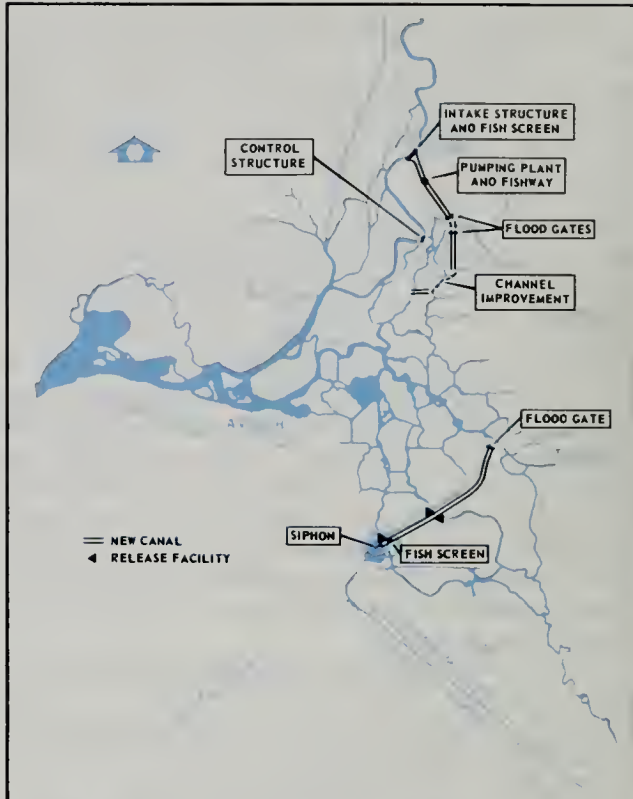 INTAKE STRUCTURE
AND FISH SCREEN
CONTROL
STRUCTURE
PUMPING PLANT
AND FISHWAY
FLOOD GATES
CHANNEL
IMPROVEMENT
FLOOD GATE
SIPHON
FISH SCREEN
NEW CANAL
RELEASE FACILITY